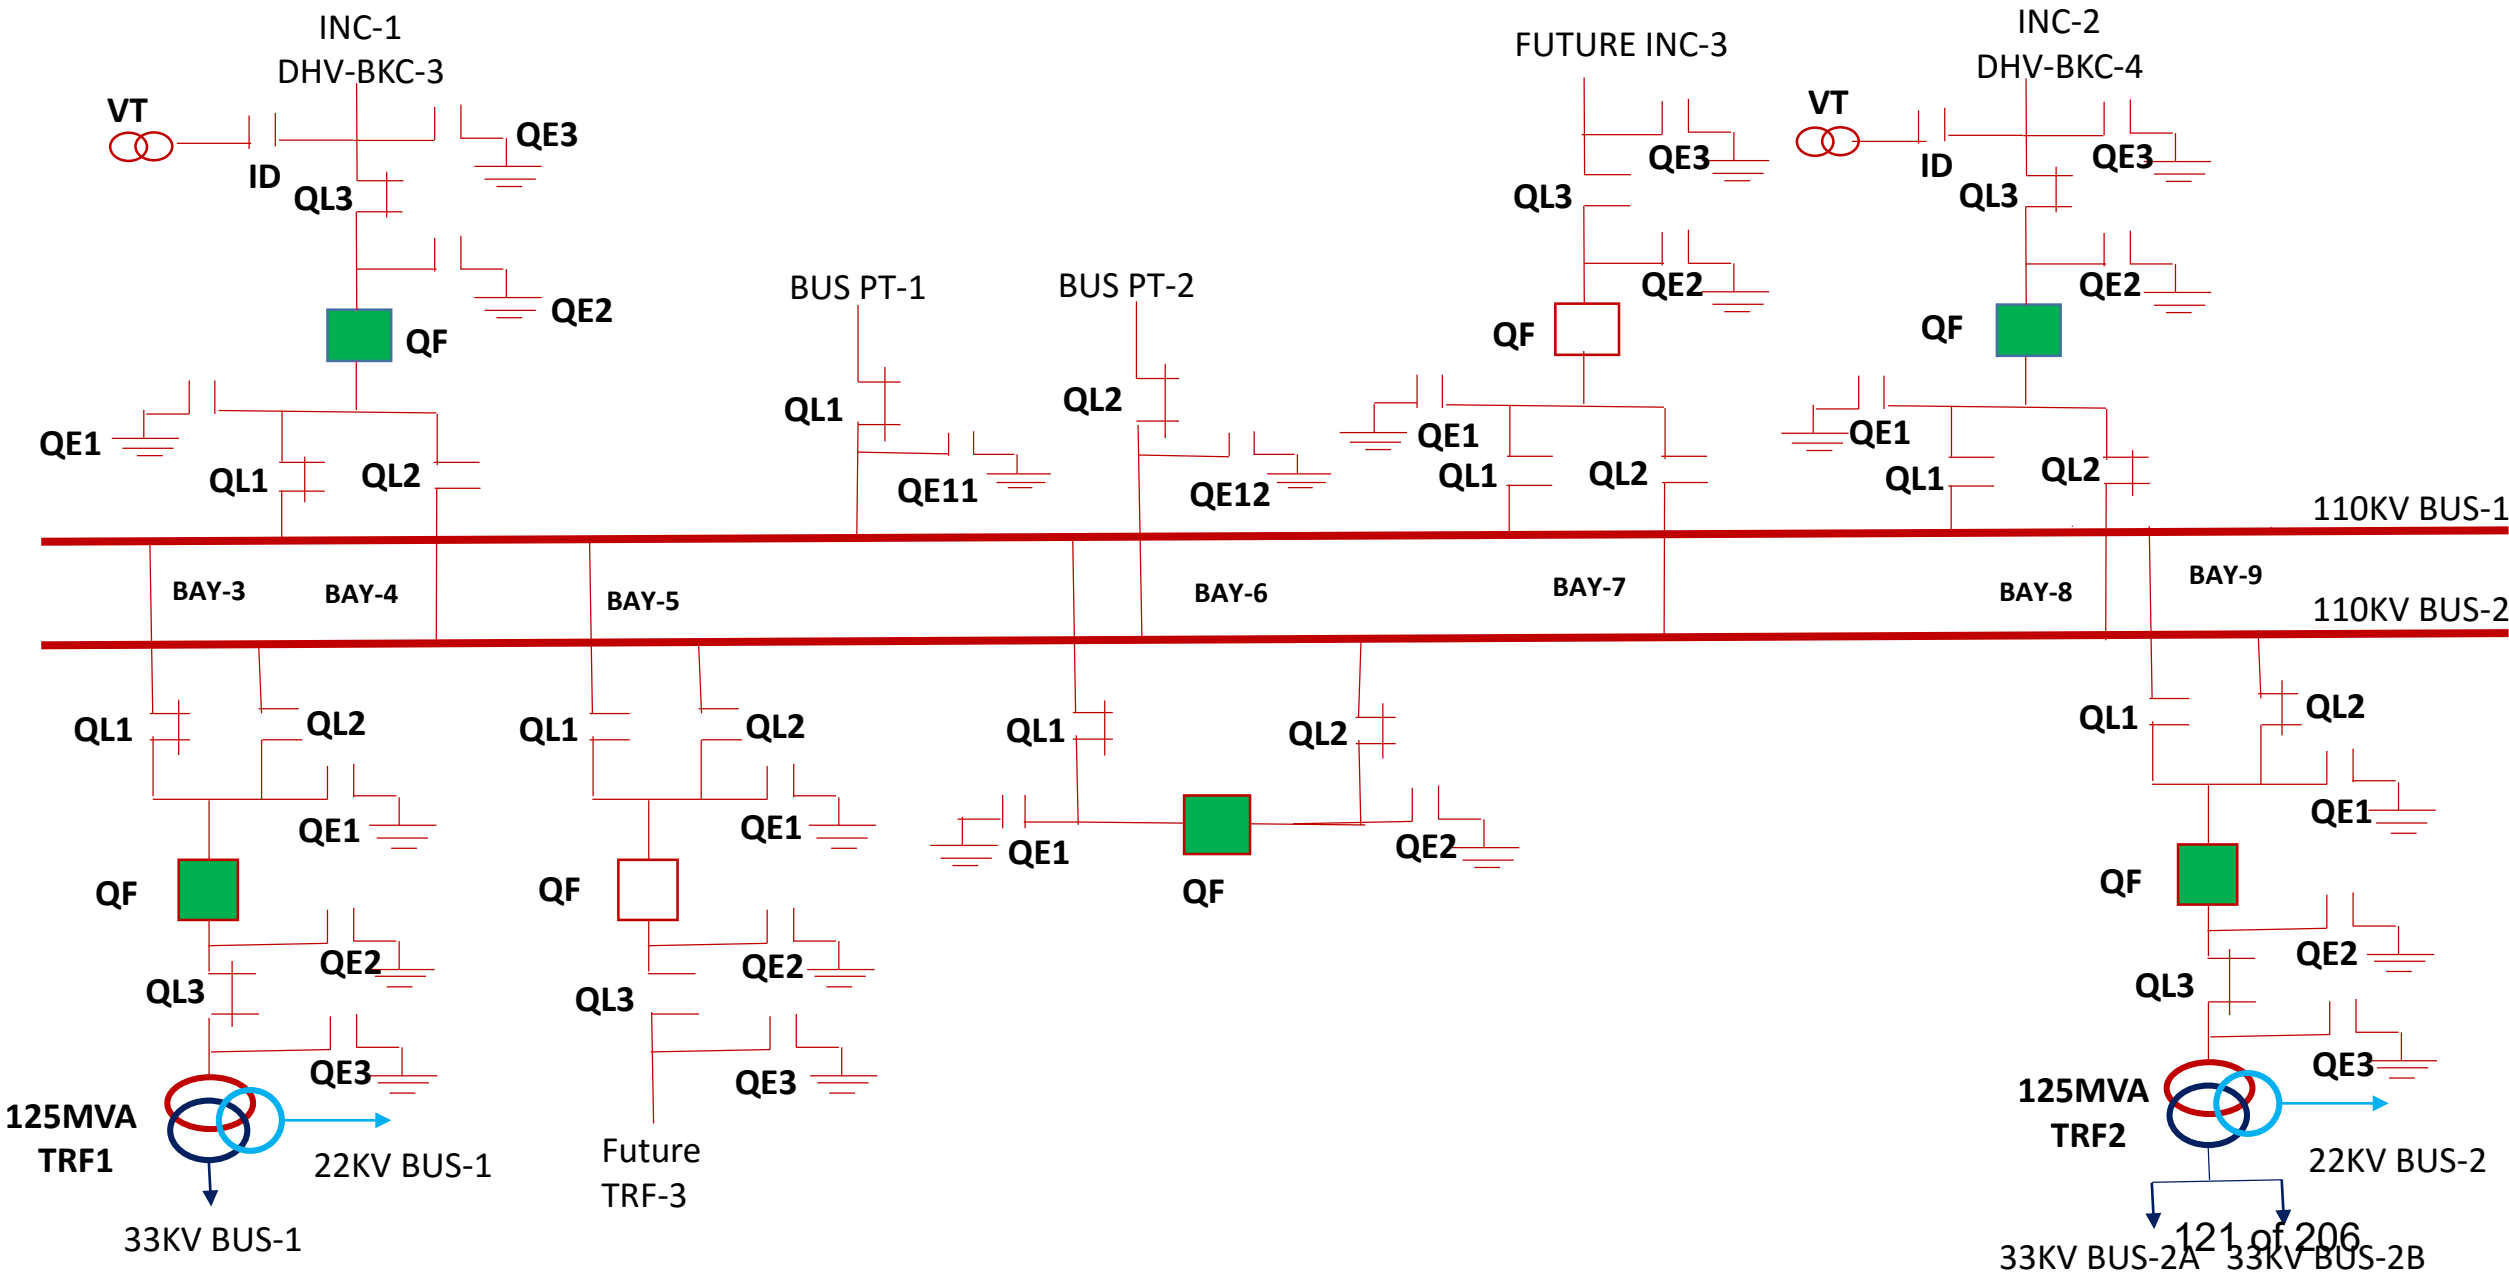 INC-1
DHV-BKC-3
FUTURE INC-3
INC-2
DHV-BKC-4
VT
ID
QE3
QL3
QE2
QF
QE1
QL1
QL2
BUS PT-1
QL1
QE11
BUS PT-2
QL2
QE12
QE3
QL3
QE2
QF
QE1
QL1
QL2
VT
ID
QE3
QL3
QE2
QF
QE1
QL1
QL2
110KV BUS-1
BAY-3
BAY-4
BAY-5
BAY-6
BAY-7
BAY-8
BAY-9
110KV BUS-2
QL1
QL2
QE1
QF
QE2
QL3
QE3
125MVA
TRF1
22KV BUS-1
33KV BUS-1
QL1
QL2
QE1
QF
QE2
QL3
QE3
Future
TRF-3
QL1
QL2
QE1
QE2
QF
QL1
QL2
QE1
QF
QE2
QL3
QE3
125MVA
TRF2
22KV BUS-2
121 of 206
33KV BUS-2A
33KV BUS-2B